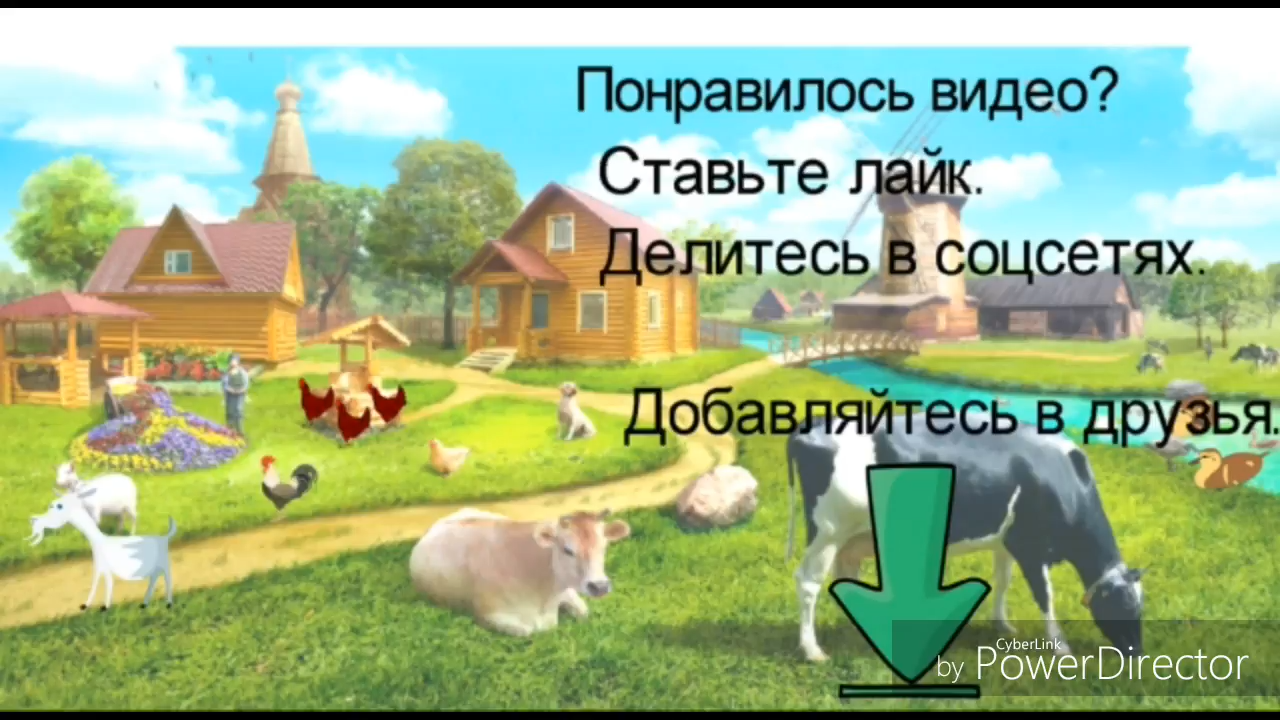 Понравилось видео?
Ставьте лайк.
Делитесь в соцсетях.
Добавляйтесь в друзья.
CyberLink
by PowerDirector